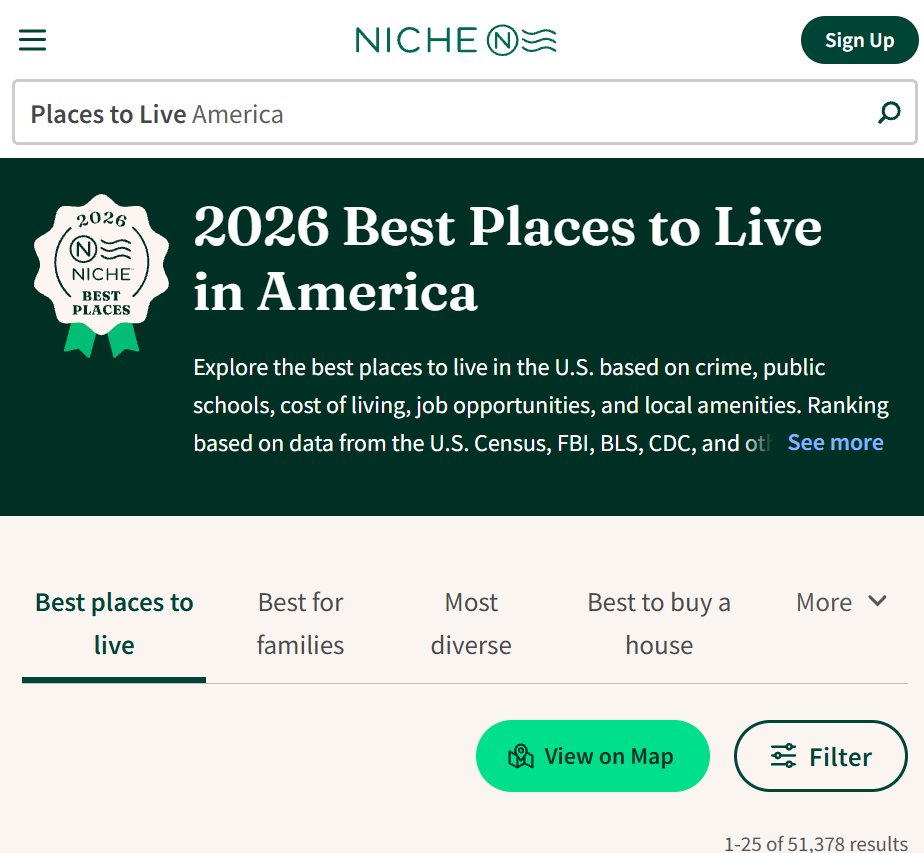 NICHE
Sign Up
Places to Live America
2026
NICHE
BEST
PLACES
2026 Best Places to Live
in America
Explore the best places to live in the U.S. based on crime, public
schools, cost of living, job opportunities, and local amenities. Ranking
based on data from the U.S. Census, FBI, BLS, CDC, and See more
Best places to
live
Best for
families
Most
diverse
Best to buy a
house
More
View on Map
Filter
1-25 of 51,378 results